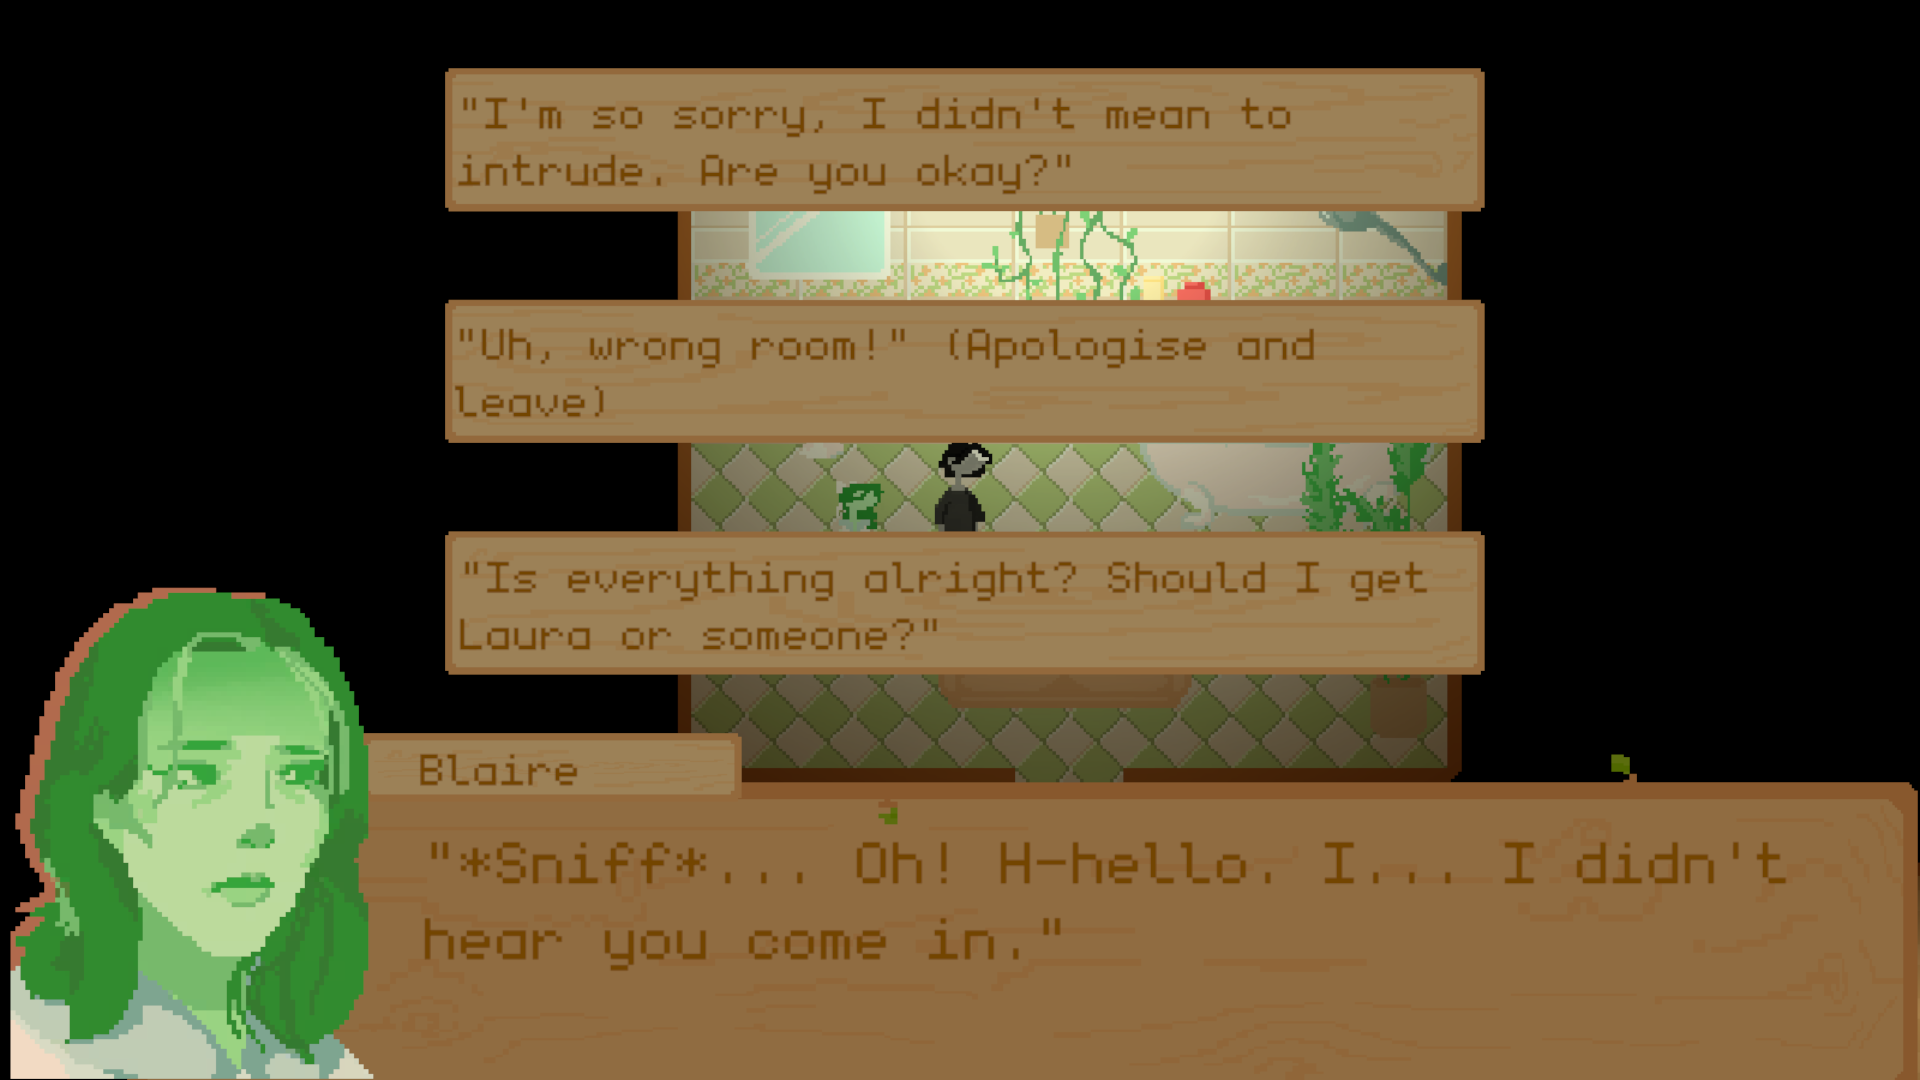 "I'm so sorry, I didn't mean to
intrude. Are you okay?"
"Uh, wrong room!" (Apologise and
leave)
"Is everything alright? Should I get
Laura or someone?"
Blaire
"*Sniff*... Oh! H-hello. I... I didn't
hear you come in."